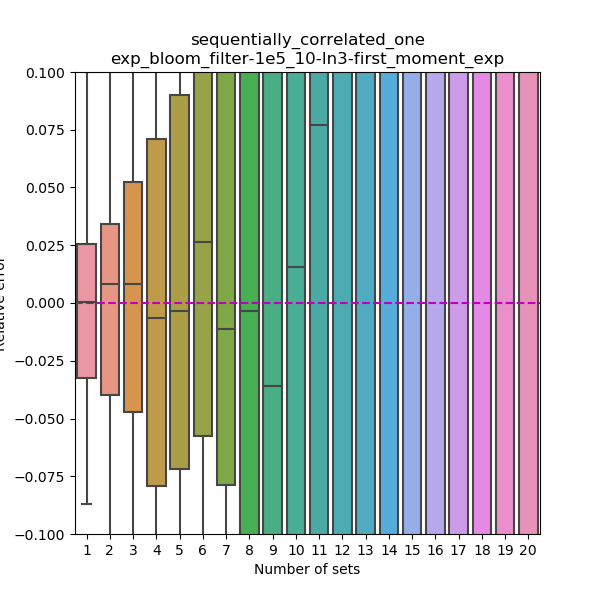 sequentially_correlated_one
exp_bloom_filter-1e5_10-ln3-first_moment_exp
0.100
0.075
0.050
0.025
0.000
−0.025
−0.050
−0.075
−0.100
Relative error
1 2 3 4 5 6 7 8 9 10 11 12 13 14 15 16 17 18 19 20
Number of sets